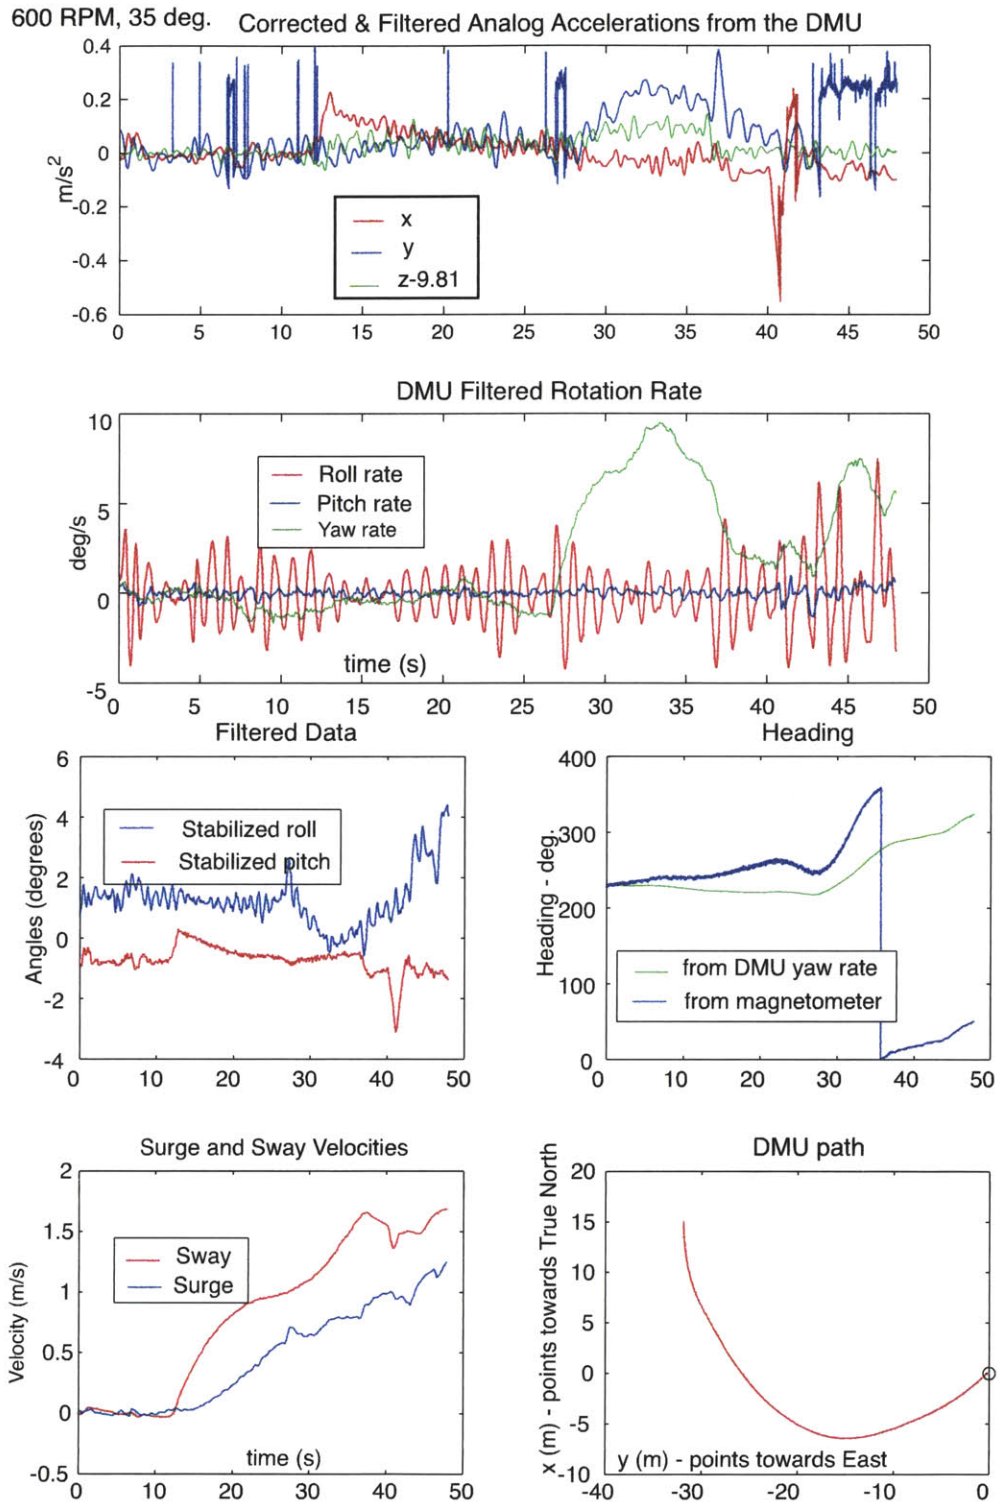 600 RPM, 35 deg.
Corrected & Filtered Analog Accelerations from the DMU
0.4
0.2
0
-0.2
-0.4
-0.6
m/s2
x
y
z-9.81
0 5 10 15 20 25 30 35 40 45 50
DMU Filtered Rotation Rate
10
5
0
-5
deg/s
Roll rate
Pitch rate
Yaw rate
time (s)
0 5 10 15 20 25 30 35 40 45 50
Filtered Data
6
4
2
0
-2
-4
Angles (degrees)
Stabilized roll
Stabilized pitch
0 10 20 30 40 50
Heading
400
300
200
100
0
Heading - deg.
from DMU yaw rate
from magnetometer
0 10 20 30 40 50
Surge and Sway Velocities
2
1.5
1
0.5
0
-0.5
Velocity (m/s)
Sway
Surge
time (s)
0 10 20 30 40 50
DMU path
20
15
10
5
0
-5
-10
x (m) - points towards True North
y (m) - points towards East
-40 -30 -20 -10 0